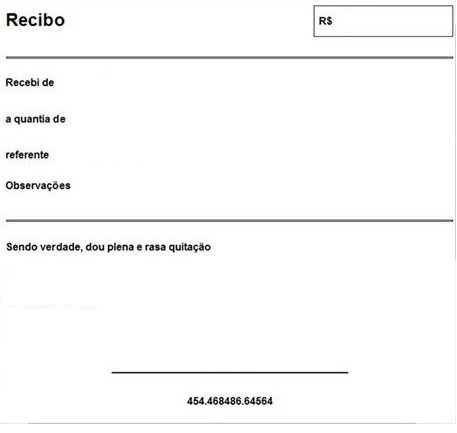 Recibo
R$
Recebi de
a quantia de
referente
Observações
Sendo verdade, dou plena e rasa quitação
454.468486.64564